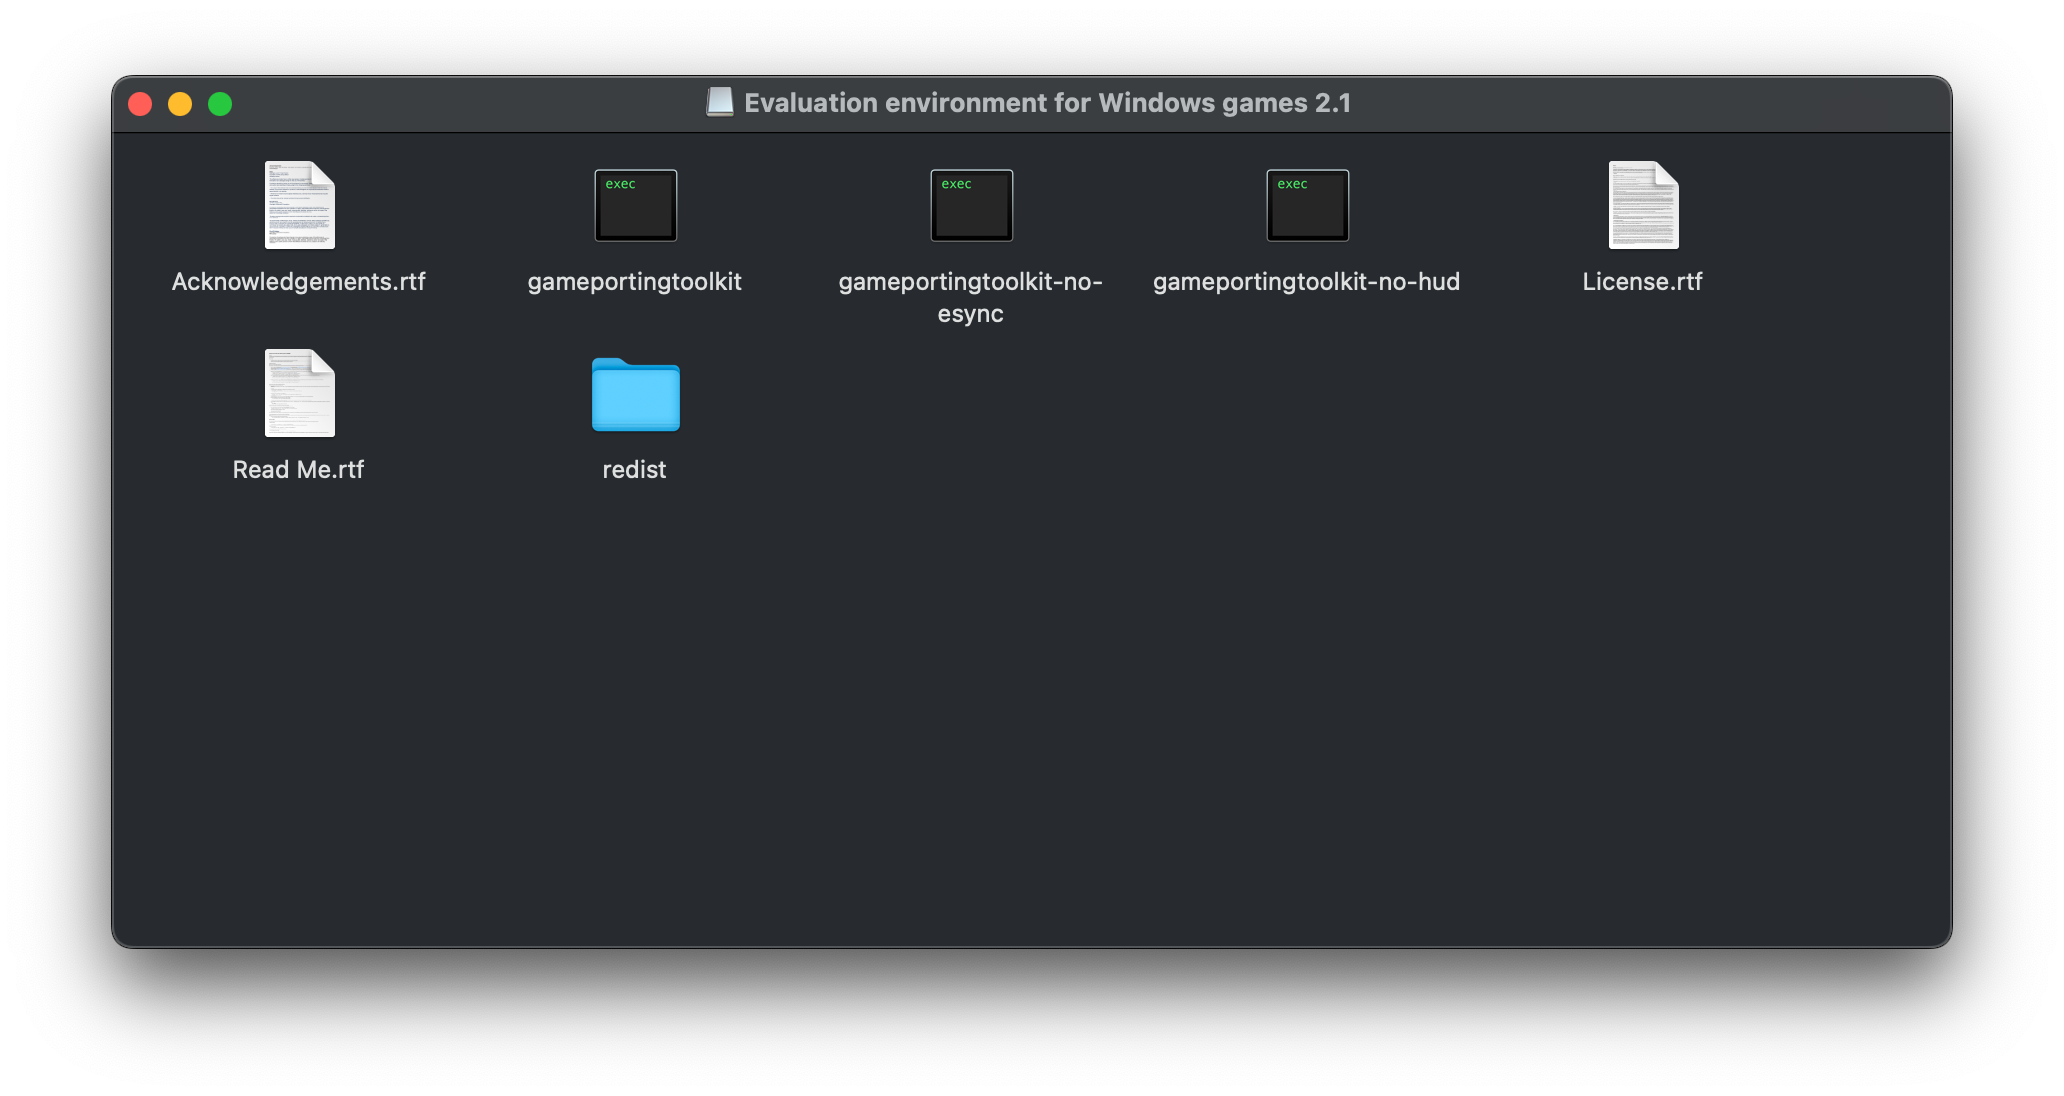 Evaluation environment for Windows games 2.1
exec
exec
exec
Acknowledgements.rtf
gameportingtoolkit
gameportingtoolkit-no-
esync
gameportingtoolkit-no-hud
License.rtf
Read Me.rtf
redist